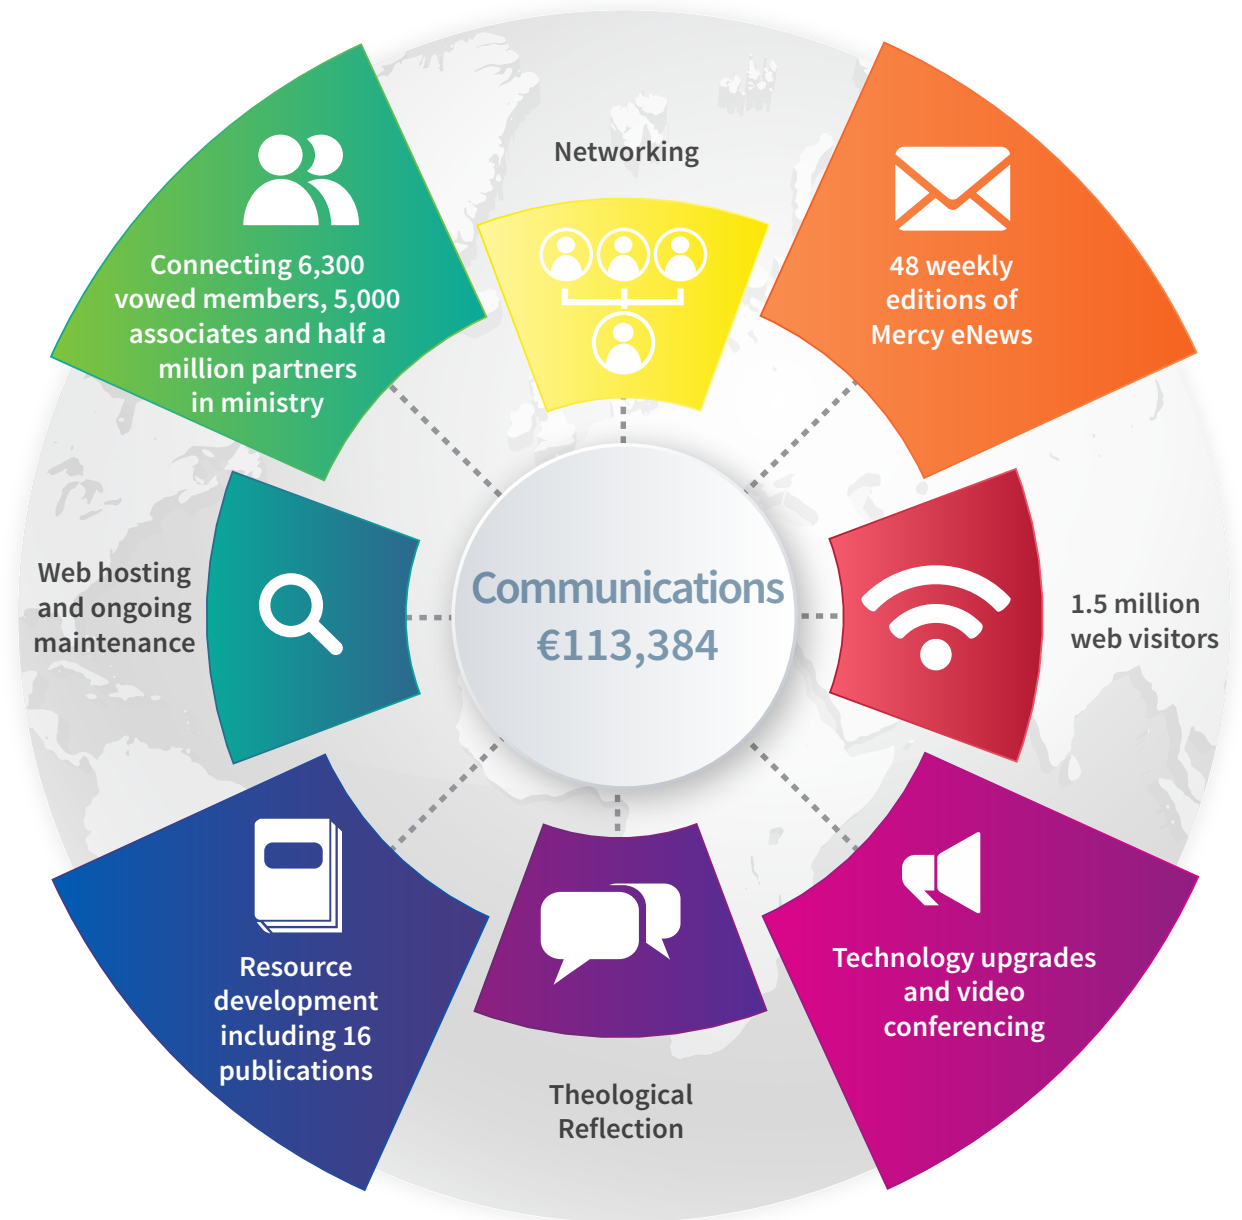 Networking
Connecting 6,300
vowed members, 5,000
associates and half a
million partners
in ministry
48 weekly
editions of
Mercy eNews
Web hosting
and ongoing
maintenance
Communications
€113,384
1.5 million
web visitors
Resource
development
including 16
publications
Technology upgrades
and video
conferencing
Theological
Reflection